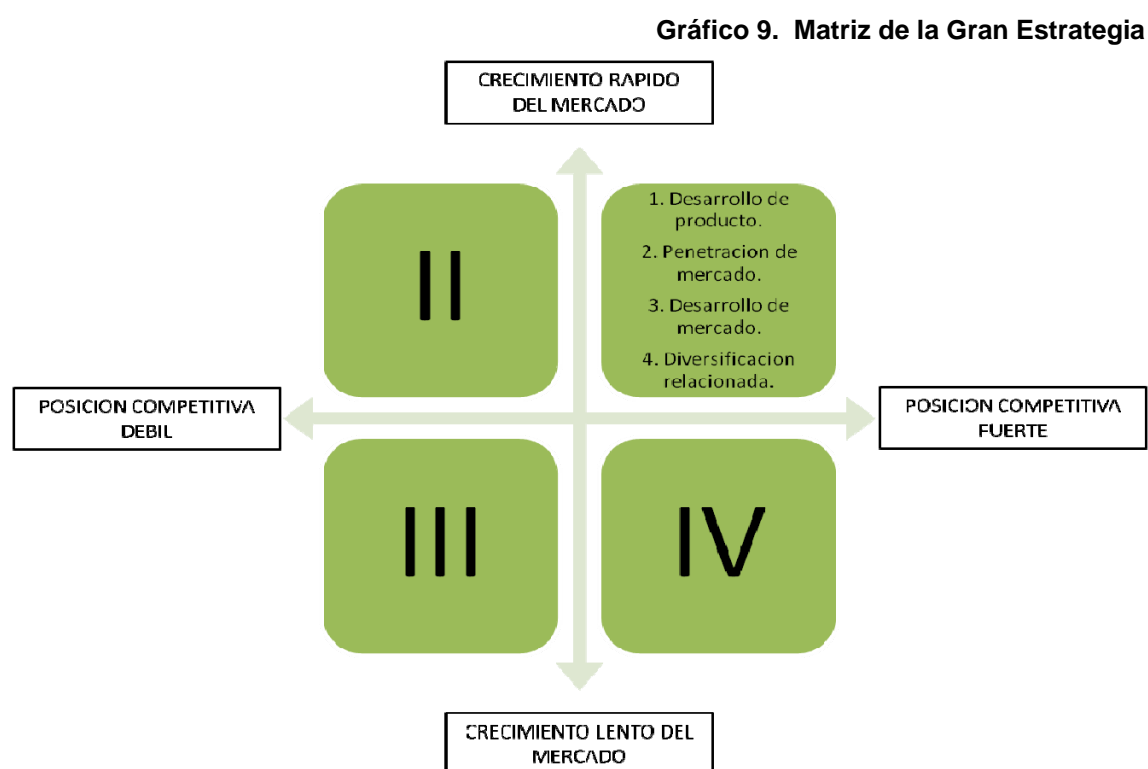 Gráfico 9. Matriz de la Gran Estrategia
CRECIMIENTO RAPIDO
DEL MERCADO
II
1. Desarrollo de
producto.
2. Penetracion de
mercado.
3. Desarrollo de
mercado.
4. Diversificacion
relacionada.
POSICION COMPETITIVA
DEBIL
POSICION COMPETITIVA
FUERTE
III
IV
CRECIMIENTO LENTO DEL
MERCADO